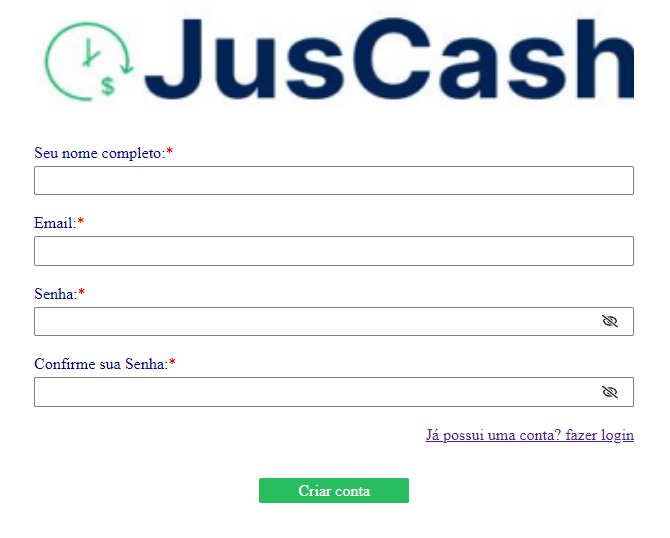 JusCash
Seu nome completo:*
Email:*
Senha:*
Confirme sua Senha:*
Já possui uma conta? fazer login
Criar conta